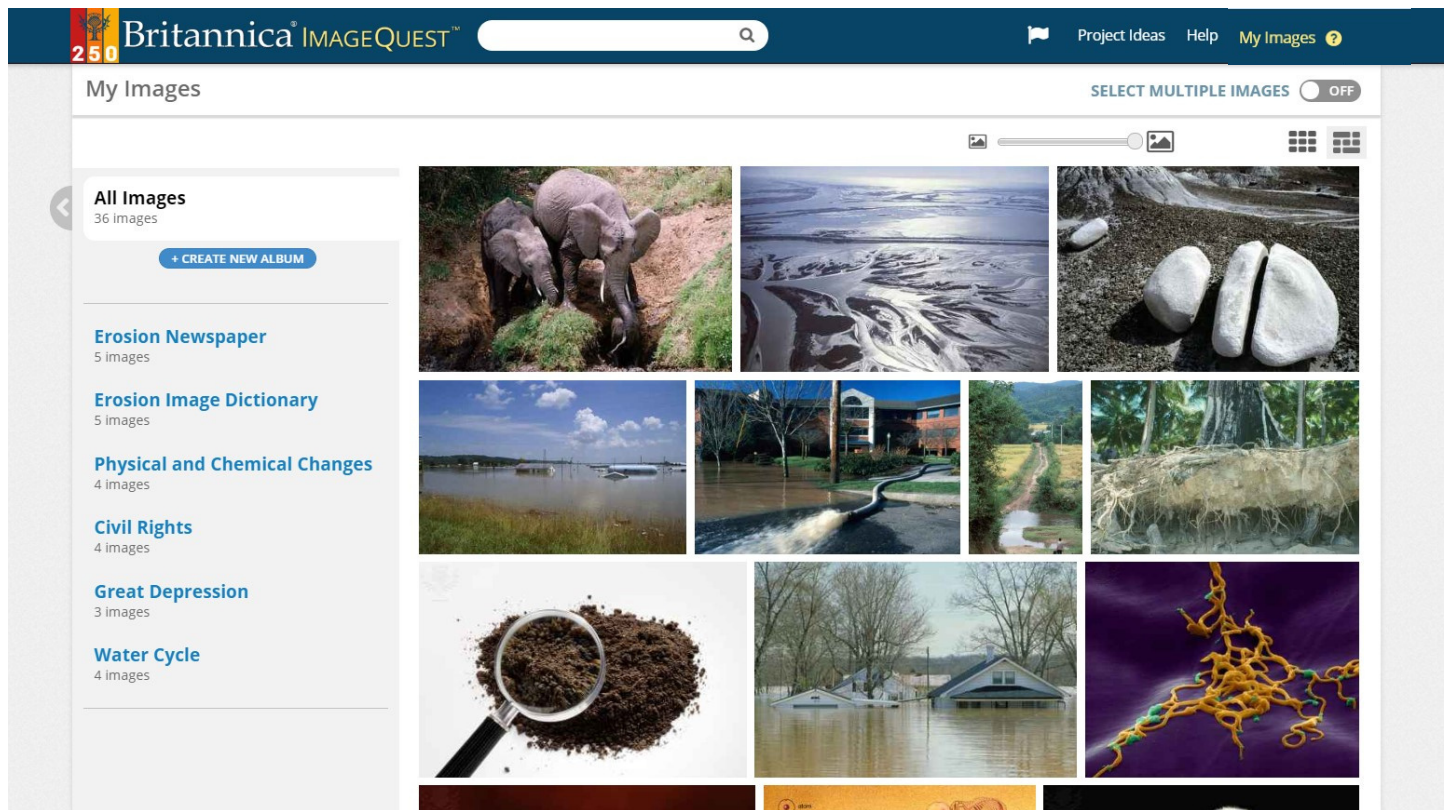 250 Britannica® IMAGEQUEST™
Project Ideas Help My Images ?
My Images
SELECT MULTIPLE IMAGES OFF
All Images
36 images
+ CREATE NEW ALBUM
Erosion Newspaper
5 images
Erosion Image Dictionary
5 images
Physical and Chemical Changes
4 images
Civil Rights
4 images
Great Depression
3 images
Water Cycle
4 images